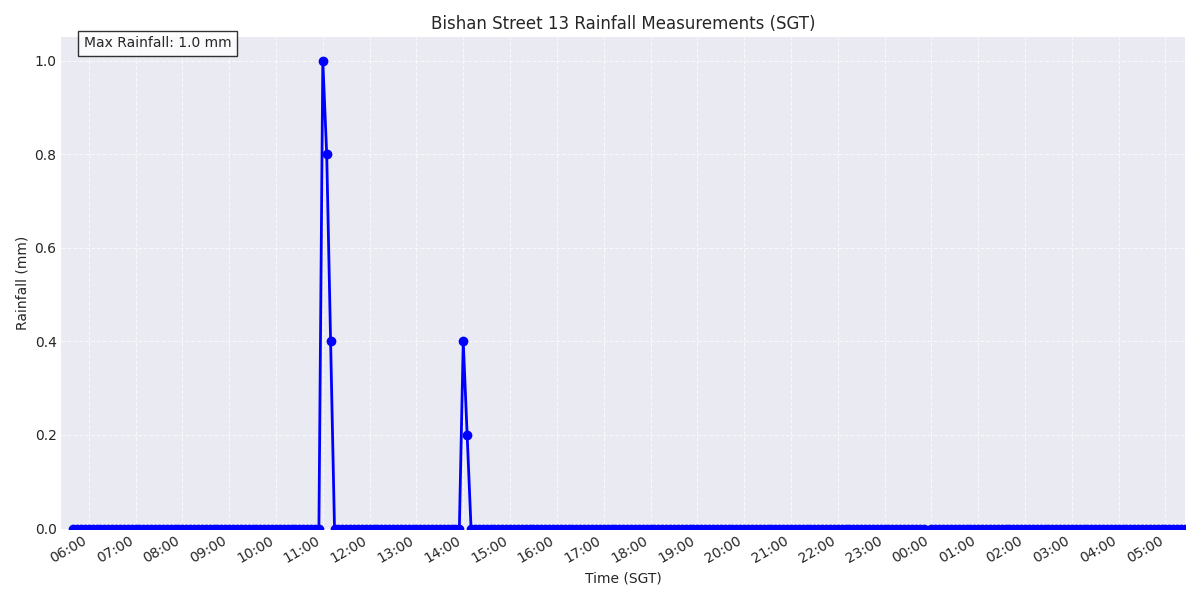 Bishan Street 13 Rainfall Measurements (SGT)
Max Rainfall: 1.0 mm
Rainfall (mm)
1.0
0.8
0.6
0.4
0.2
0.0
06:00 07:00 08:00 09:00 10:00 11:00 12:00 13:00 14:00 15:00 16:00 17:00 18:00 19:00 20:00 21:00 22:00 23:00 00:00 01:00 02:00 03:00 04:00 05:00
Time (SGT)